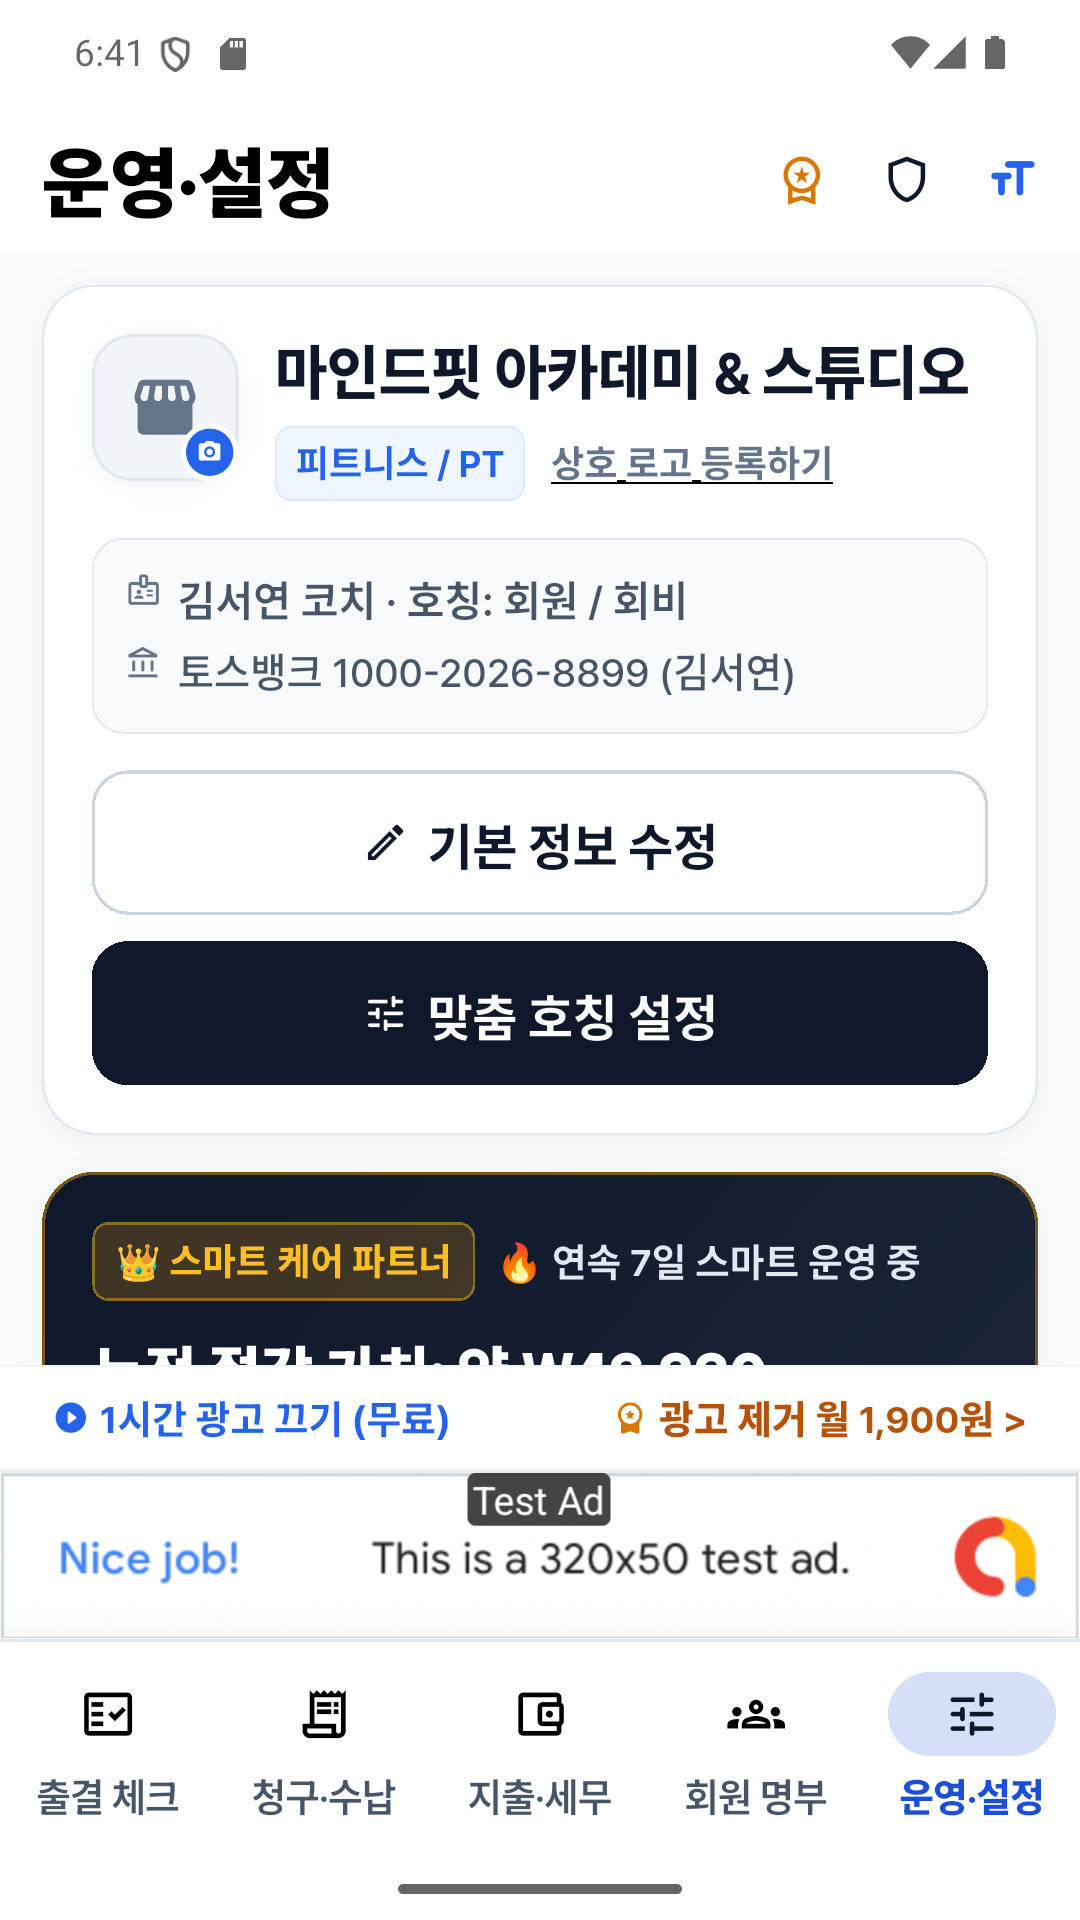 6:41
운영·설정
마인드핏 아카데미 & 스튜디오
피트니스 / PT
상호 로고 등록하기
김서연 코치 · 호칭: 회원 / 회비
토스뱅크 1000-2026-8899 (김서연)
기본 정보 수정
맞춤 호칭 설정
👑 스마트 케어 파트너
🔥 연속 7일 스마트 운영 중
1시간 광고 끄기 (무료)
광고 제거 월 1,900원 >
Test Ad
Nice job!
This is a 320x50 test ad.
출결 체크
청구·수납
지출·세무
회원 명부
운영·설정